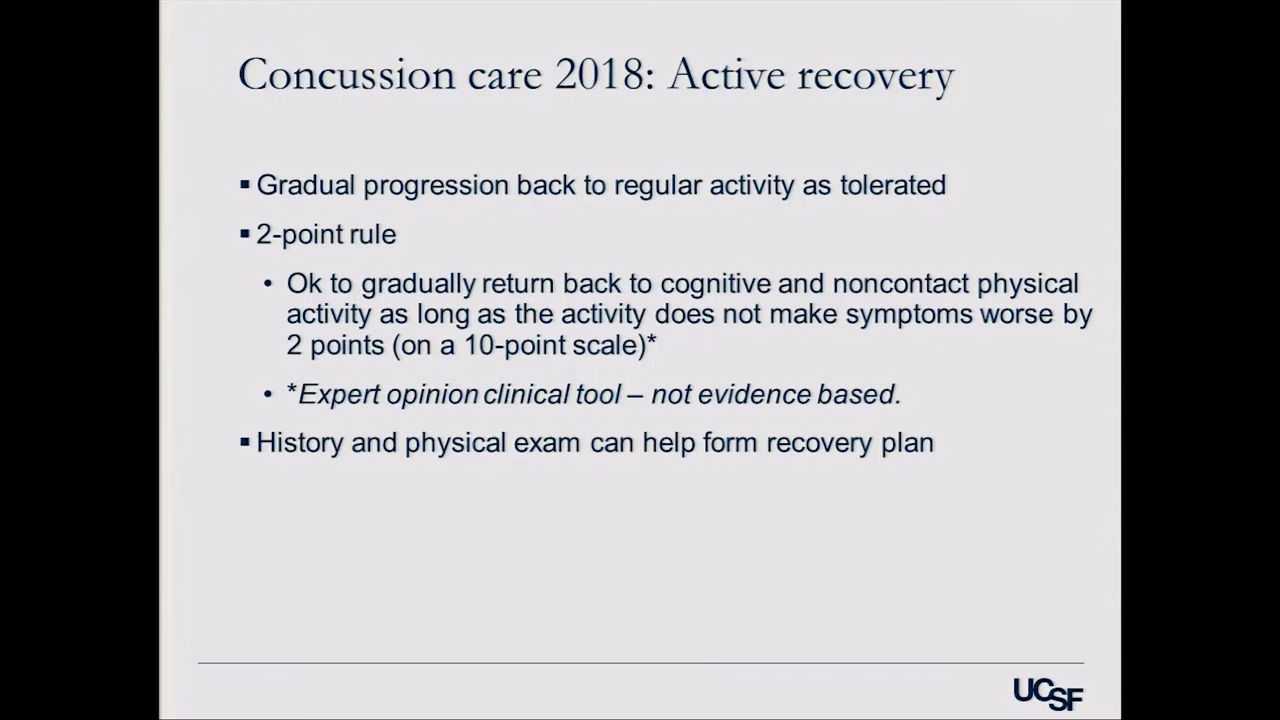 Concussion care 2018: Active recovery
▪ Gradual progression back to regular activity as tolerated
▪ 2-point rule
• Ok to gradually return back to cognitive and noncontact physical
activity as long as the activity does not make symptoms worse by
2 points (on a 10-point scale)*
• *Expert opinion clinical tool – not evidence based.
▪ History and physical exam can help form recovery plan
UCSF